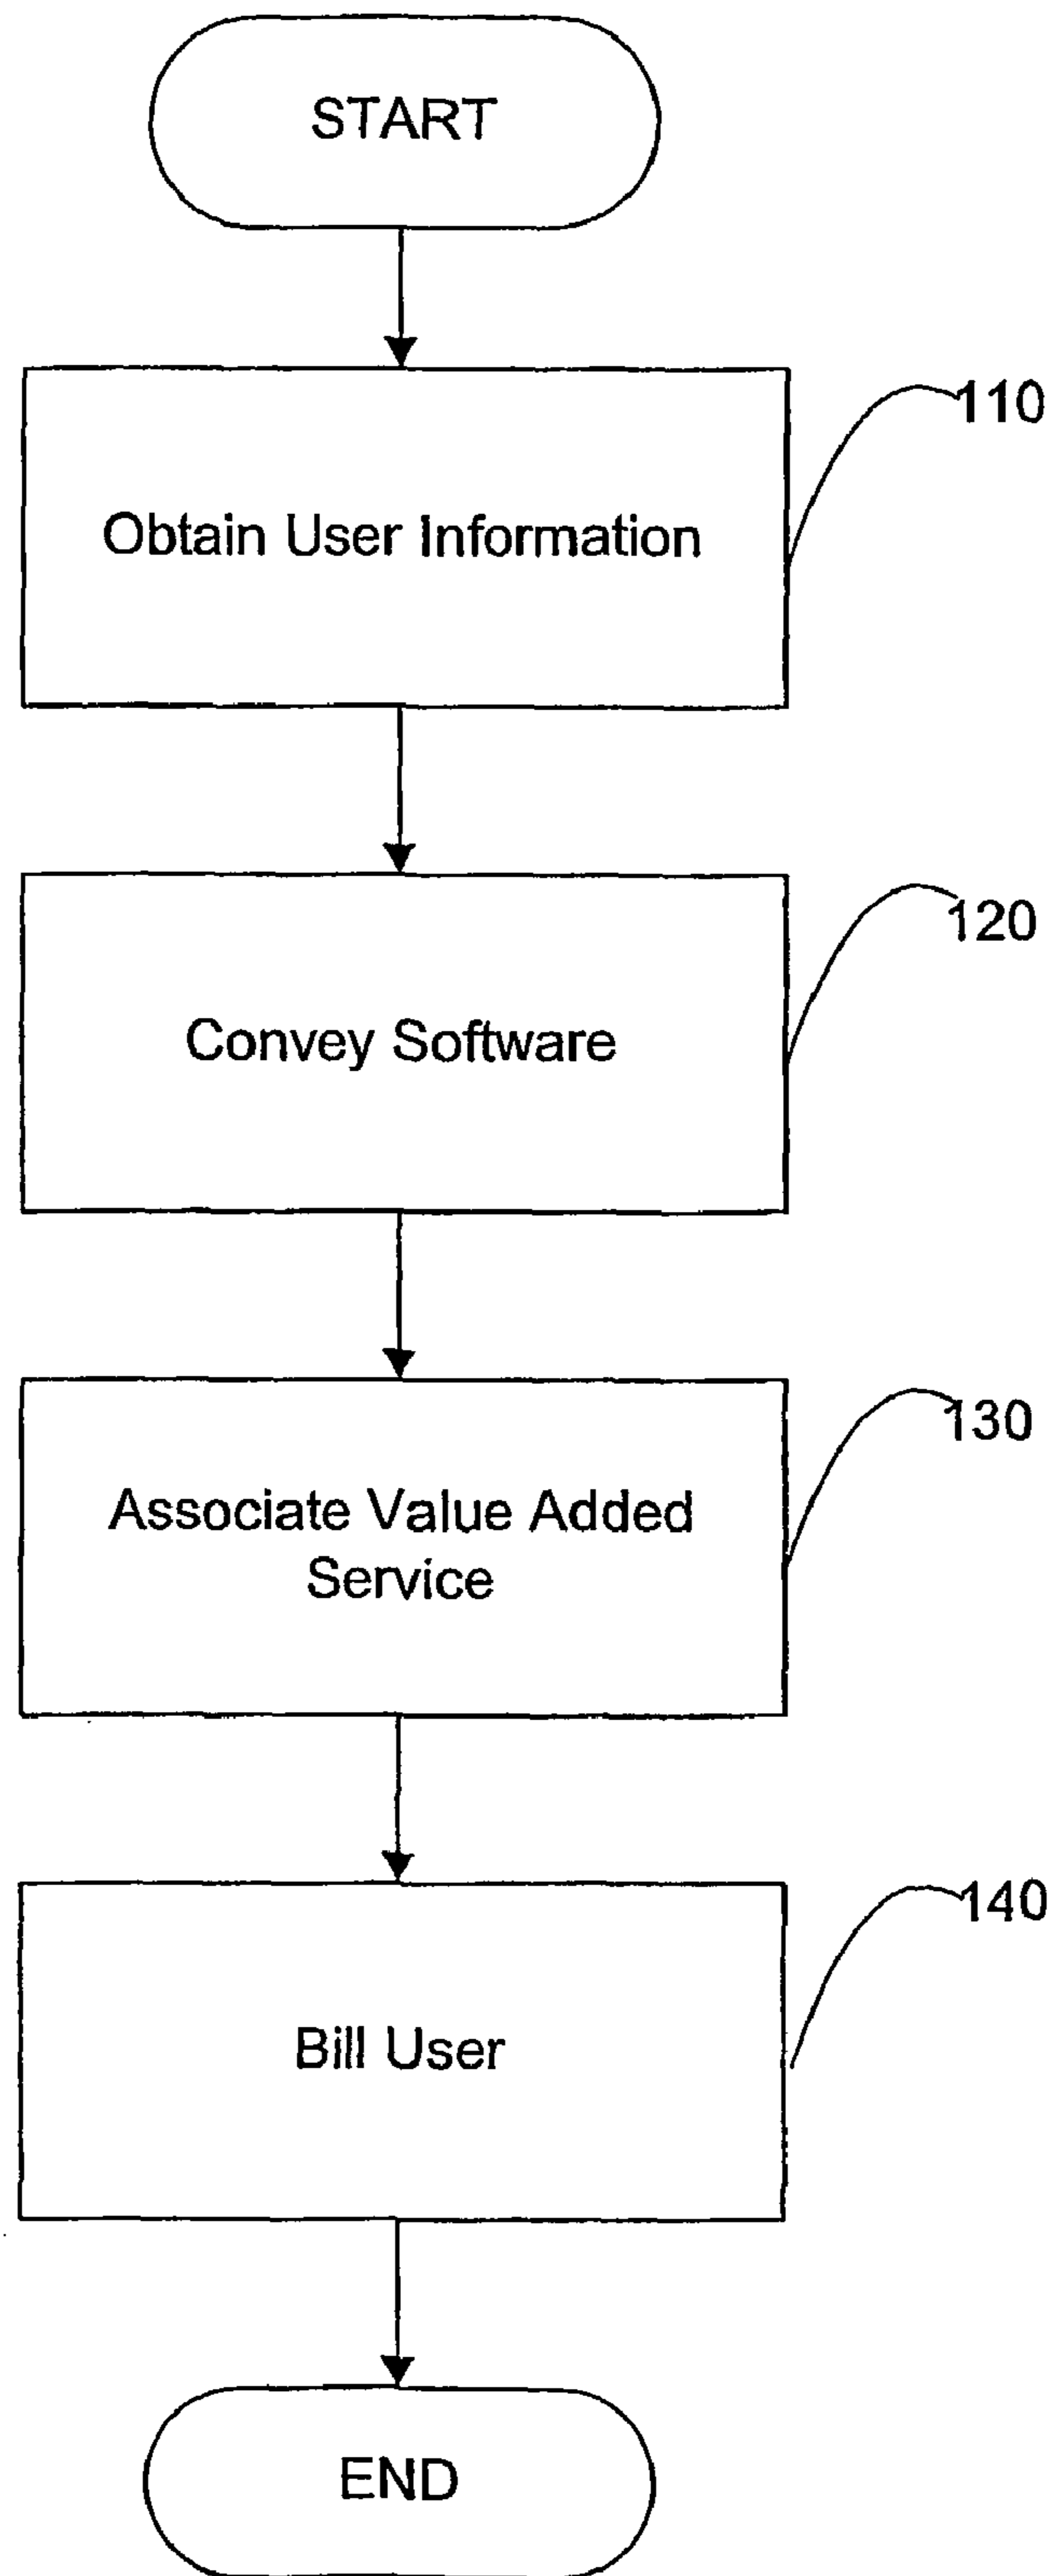 START
110
Obtain User Information
120
Convey Software
130
Associate Value Added
Service
140
Bill User
END